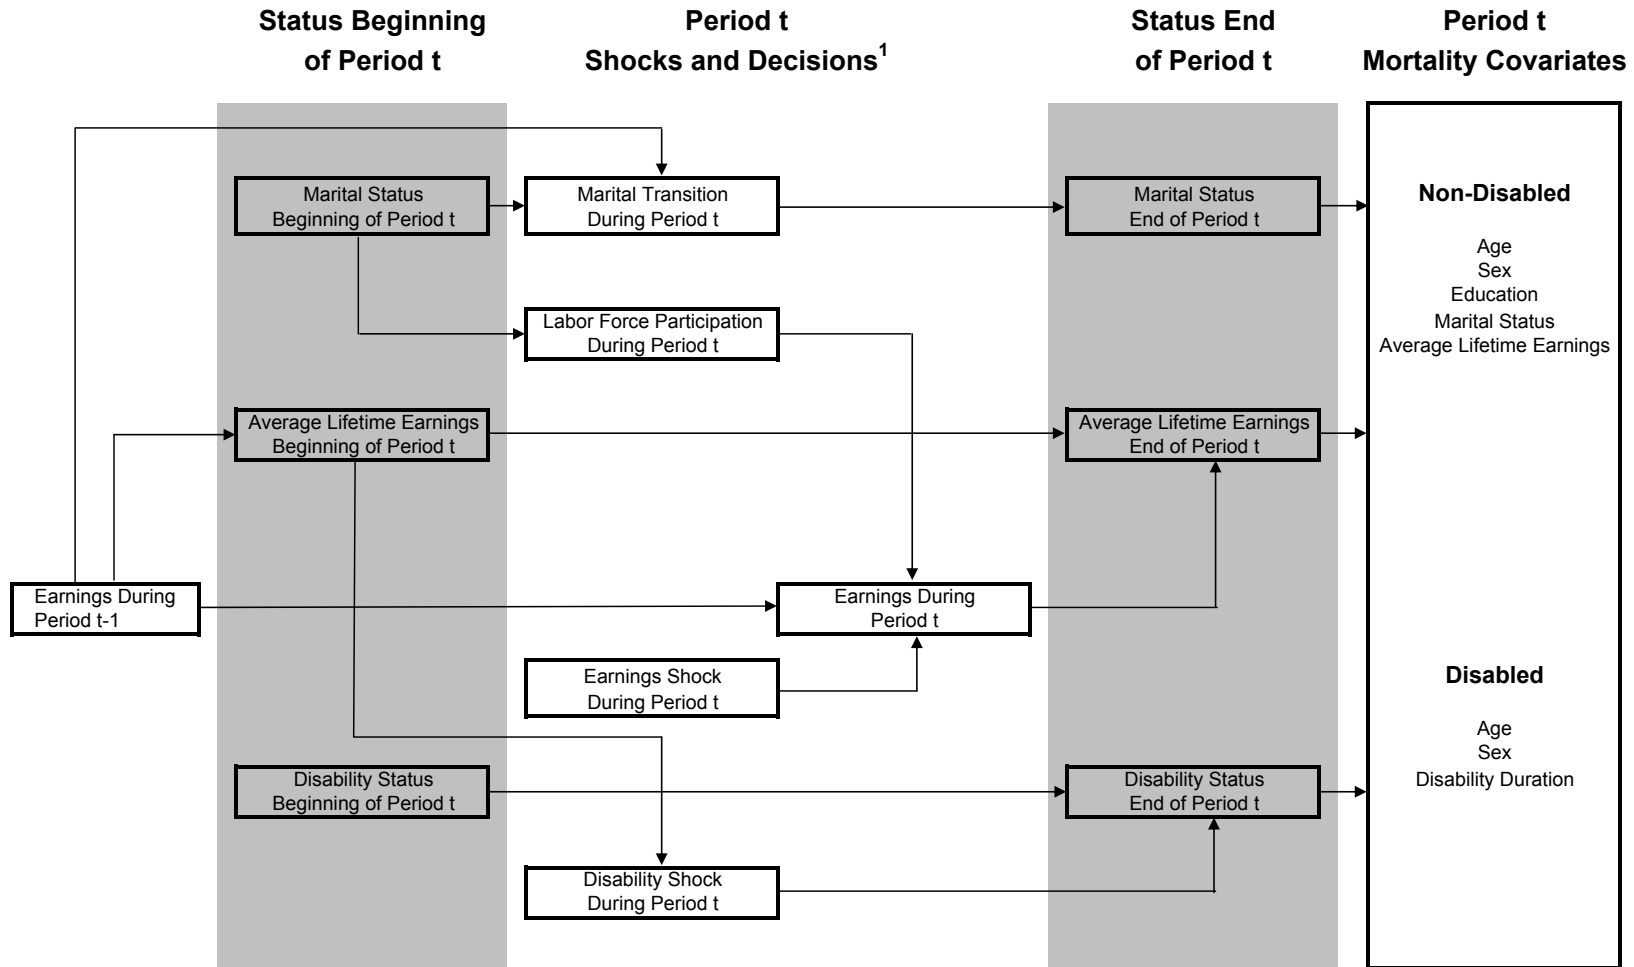 Status Beginning
of Period t
Period t
Shocks and Decisions1
Status End
of Period t
Period t
Mortality Covariates
Marital Status
Beginning of Period t
Marital Transition
During Period t
Marital Status
End of Period t
Non-Disabled
Age
Sex
Education
Marital Status
Average Lifetime Earnings
Labor Force Participation
During Period t
Average Lifetime Earnings
Beginning of Period t
Average Lifetime Earnings
End of Period t
Earnings During
Period t-1
Earnings During
Period t
Earnings Shock
During Period t
Disabled
Age
Sex
Disability Duration
Disability Status
Beginning of Period t
Disability Status
End of Period t
Disability Shock
During Period t